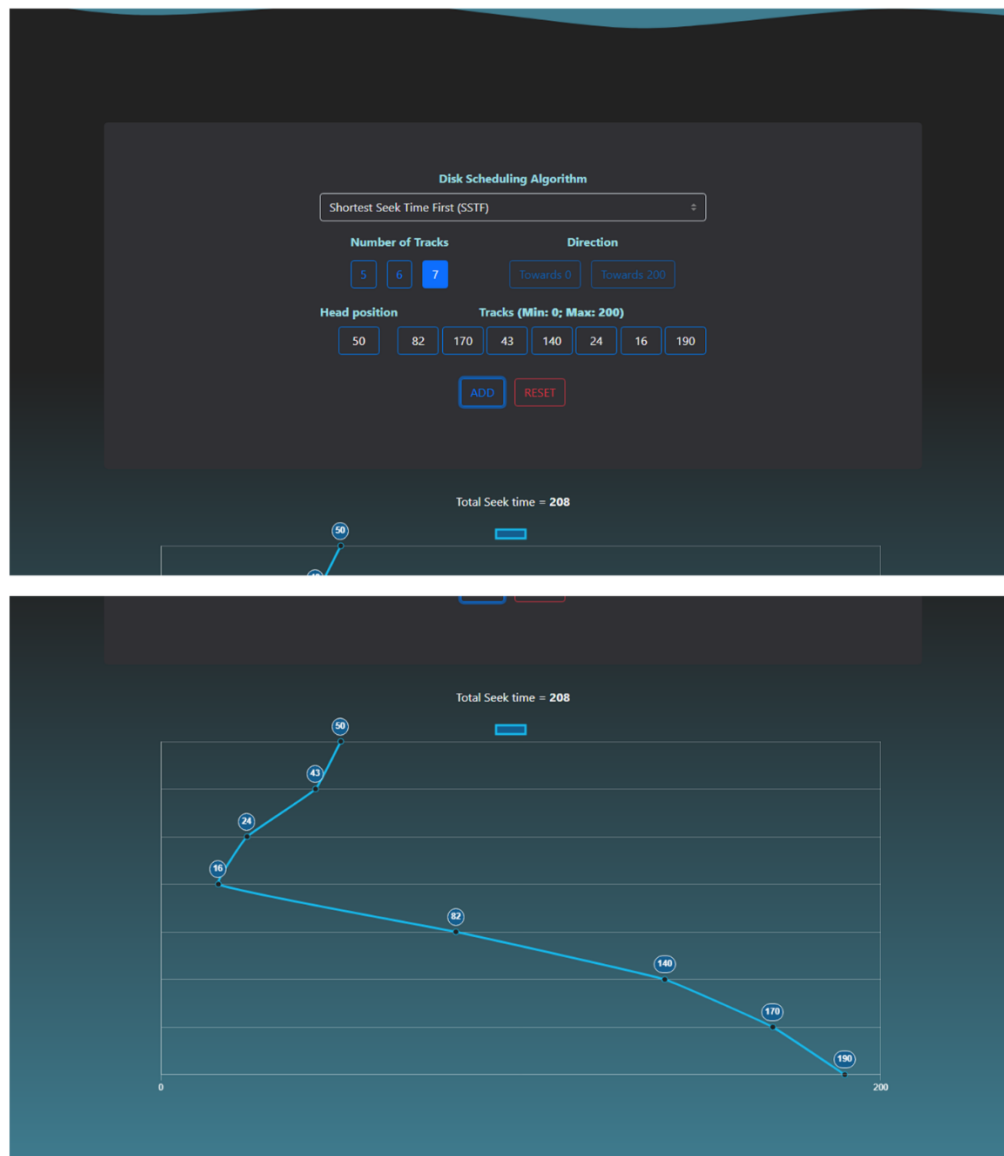 Disk Scheduling Algorithm
Shortest Seek Time First (SSTF)
Number of Tracks Direction
5 6 7 Towards 0 Towards 200
Head position Tracks (Min: 0; Max: 200)
50 82 170 43 140 24 16 190
ADD RESET
Total Seek time = 208
50
Total Seek time = 208
50
43
24
16
82
140
170
190
0 200